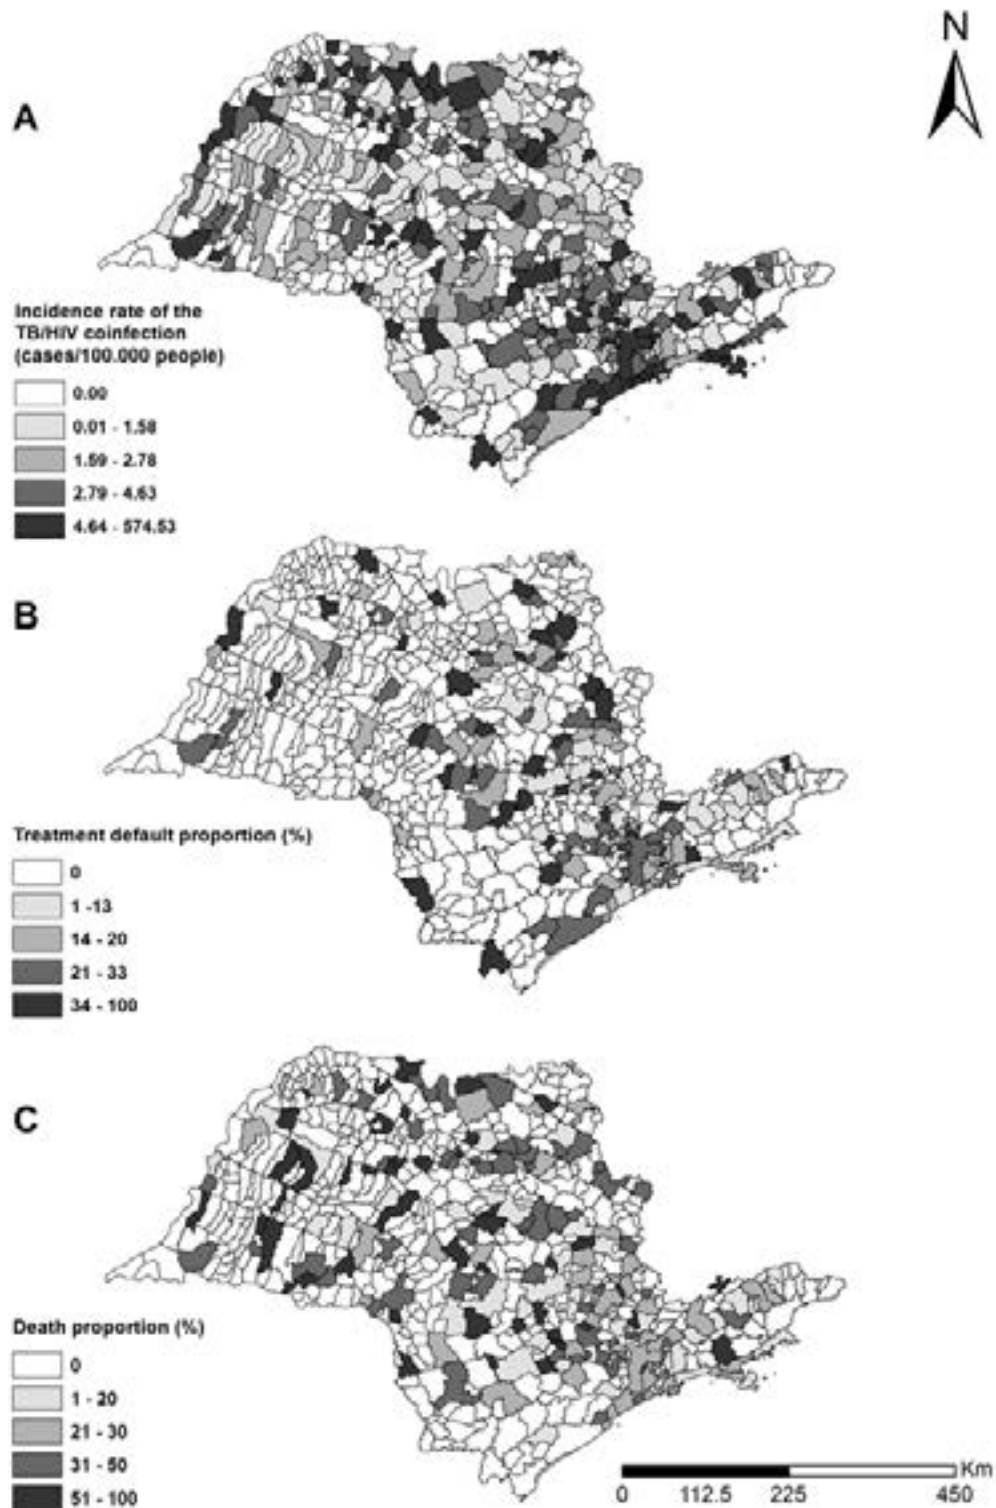 N
A
Incidence rate of the
TB/HIV coinfection
(cases/100.000 people)
0.00
0.01 - 1.58
1.59 - 2.78
2.79 - 4.63
4.64 - 574.53
B
Treatment default proportion (%)
0
1 -13
14 - 20
21 - 33
34 - 100
C
Death proportion (%)
0
1 - 20
21 - 30
31 - 50
51 - 100
Km
0 112.5 225 450